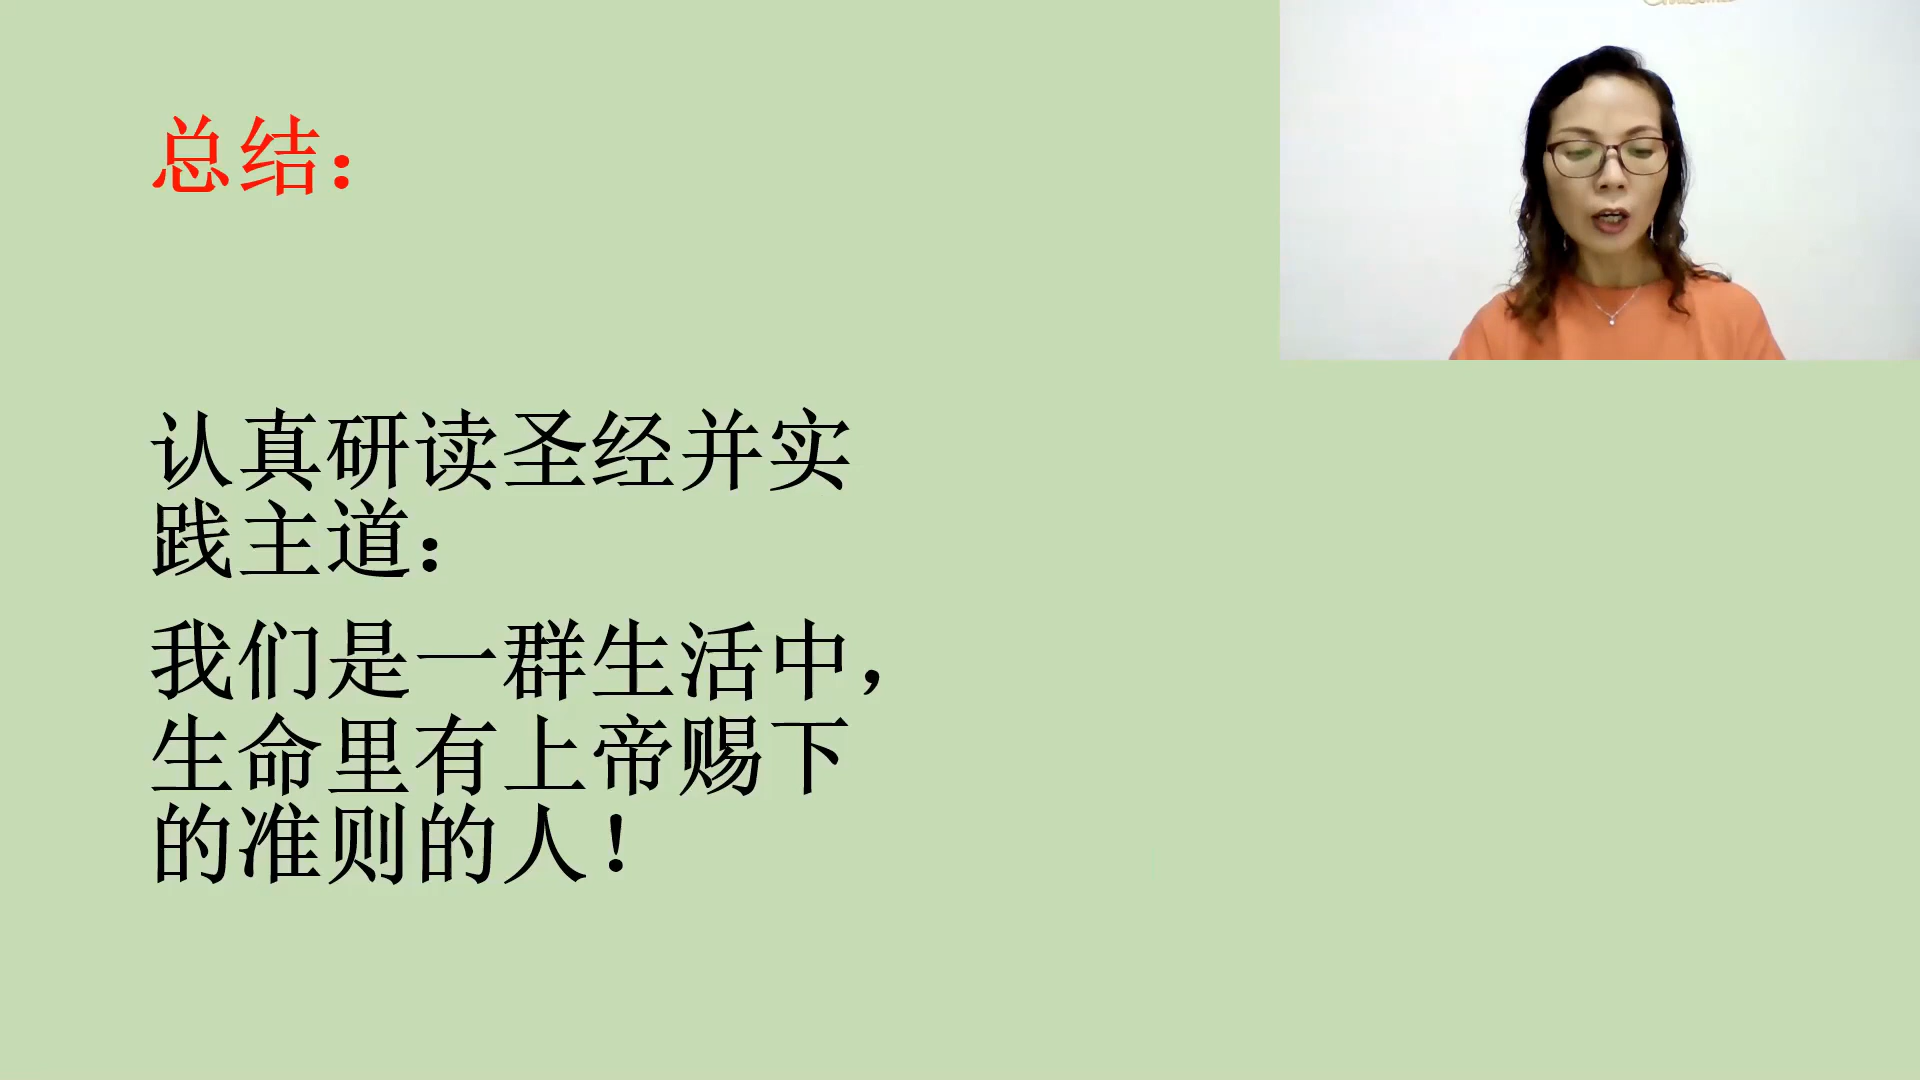 总结：
认真研读圣经并实
践主道：
我们是一群生活中，
生命里有上帝赐下
的准则的人！